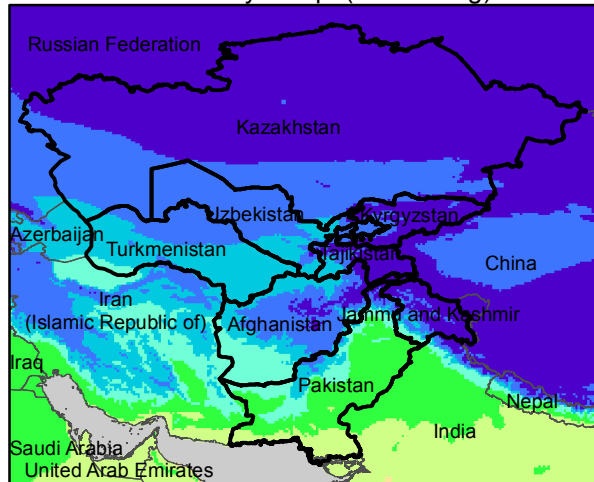 Russian Federation
Kazakhstan
Uzbekistan
Kyrgyzstan
Azerbaijan
Turkmenistan
Tajikistan
China
Iran
(Islamic Republic of)
Afghanistan
Jammu and Kashmir
Iraq
Pakistan
Nepal
India
Saudi Arabia
United Arab Emirates